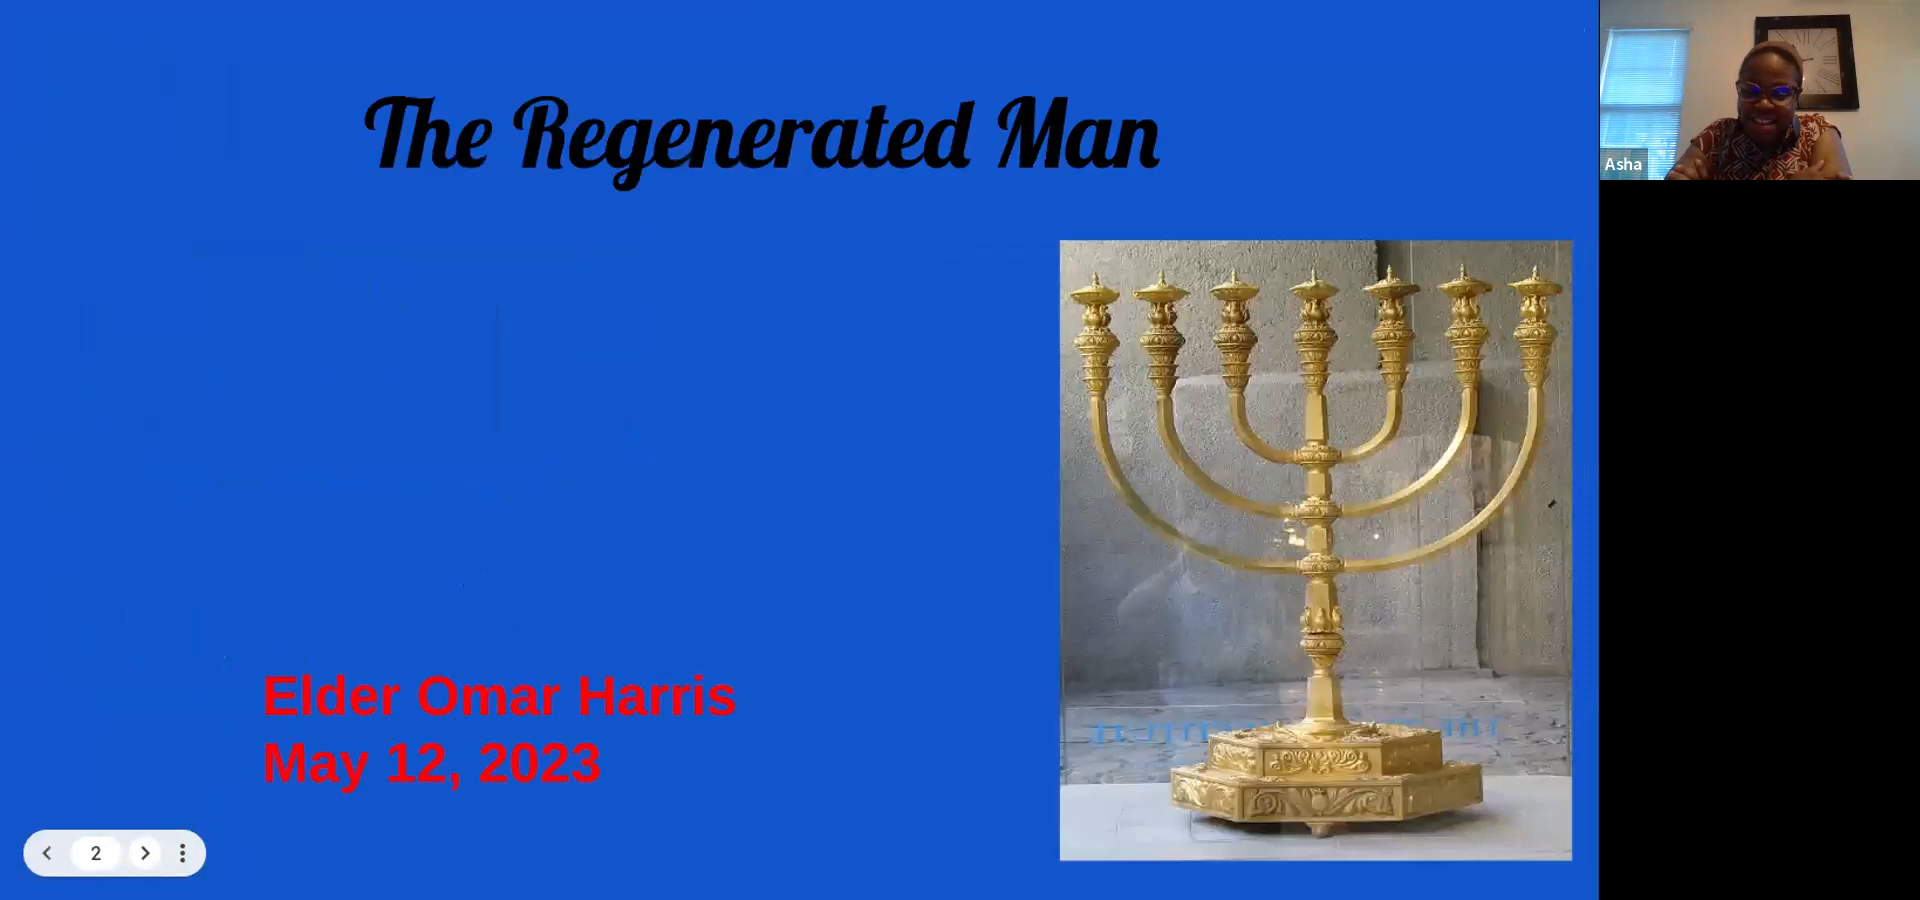 The Regenerated Man
Asha
Elder Omar Harris
May 12, 2023
2